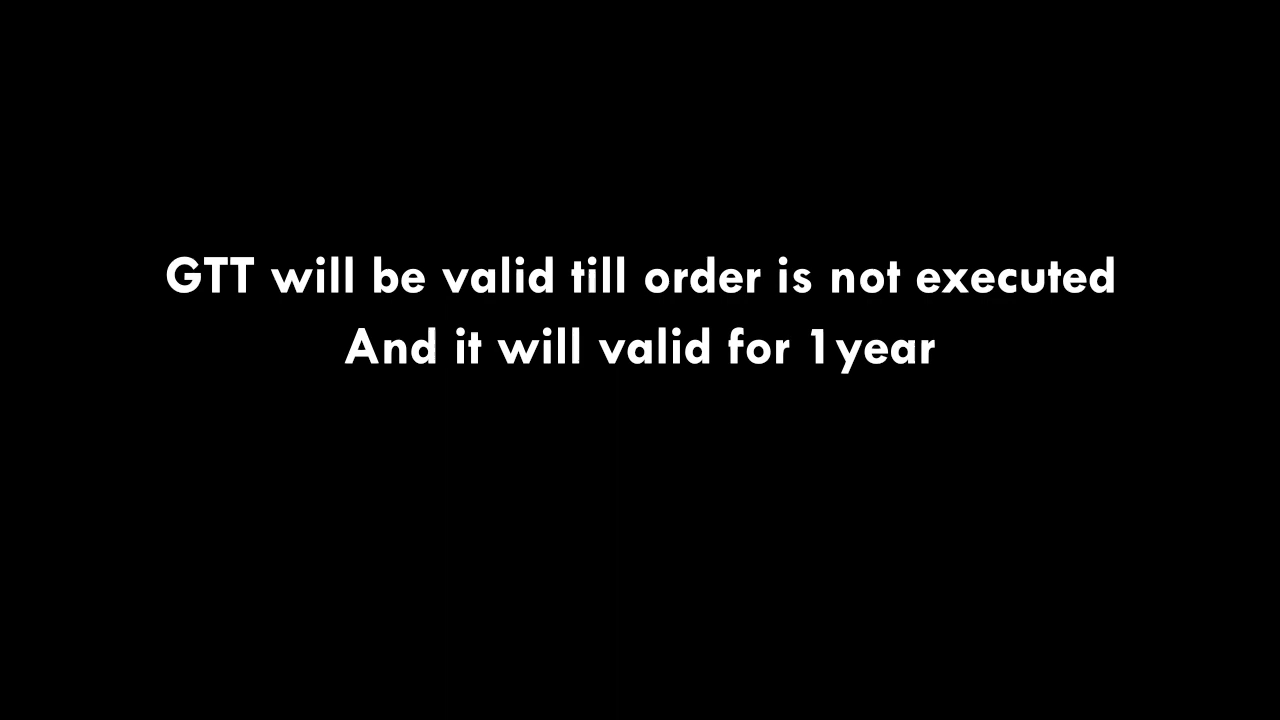 GTT will be valid till order is not executed
And it will valid for 1year